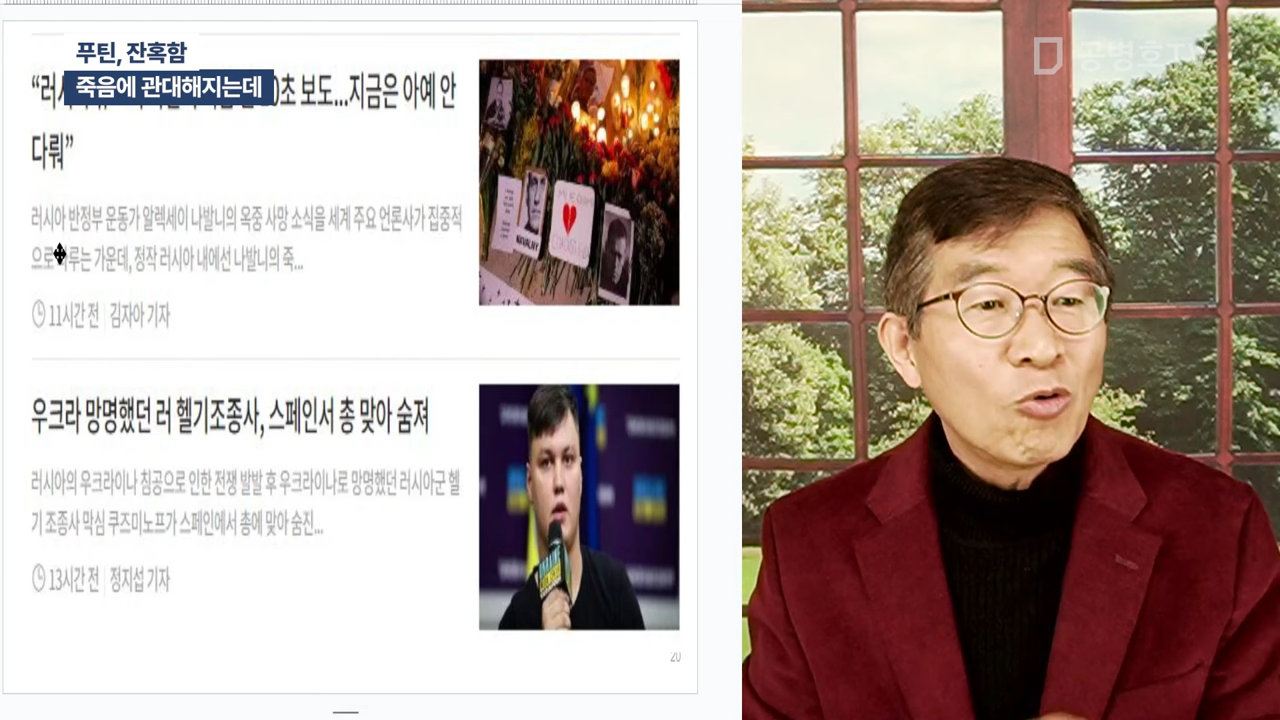 푸틴, 잔혹함
죽음에 관대해지는데
“러
초 보도...지금은 아예 안
다뤄”
러시아 반정부 운동가 알렉세이 나발니의 옥중 사망 소식을 세계 주요 언론사가 집중적
으로 다루는 가운데, 정작 러시아 내에선 나발니의 죽...
11시간 전 | 김자아 기자
NAVALNY
우크라 망명했던 러 헬기조종사, 스페인서 총 맞아 숨져
러시아의 우크라이나 침공으로 인한 전쟁 발발 후 우크라이나로 망명했던 러시아군 헬
기 조종사 막심 쿠즈미노프가 스페인에서 총에 맞아 숨진...
13시간 전 | 정지섭 기자
UKRAINE
20
공병호TV